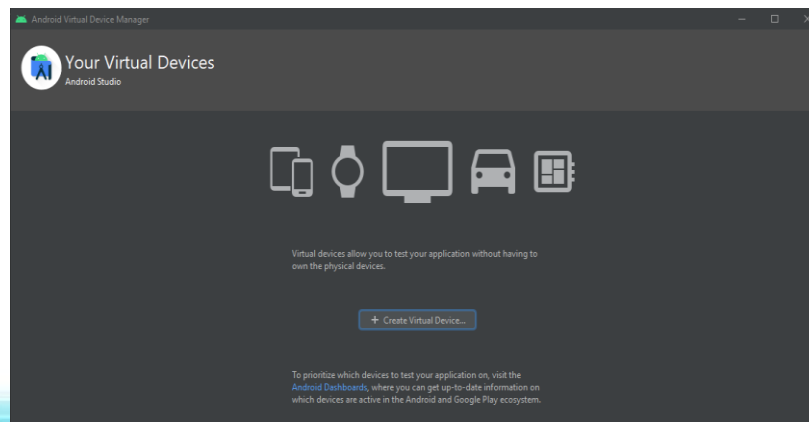 Android Virtual Device Manager
Your Virtual Devices
Android Studio
Virtual devices allow you to test your application without having to
own the physical devices.
+ Create Virtual Device...
To prioritize which devices to test your application on, visit the
Android Dashboards, where you can get up-to-date information on
which devices are active in the Android and Google Play ecosystem.